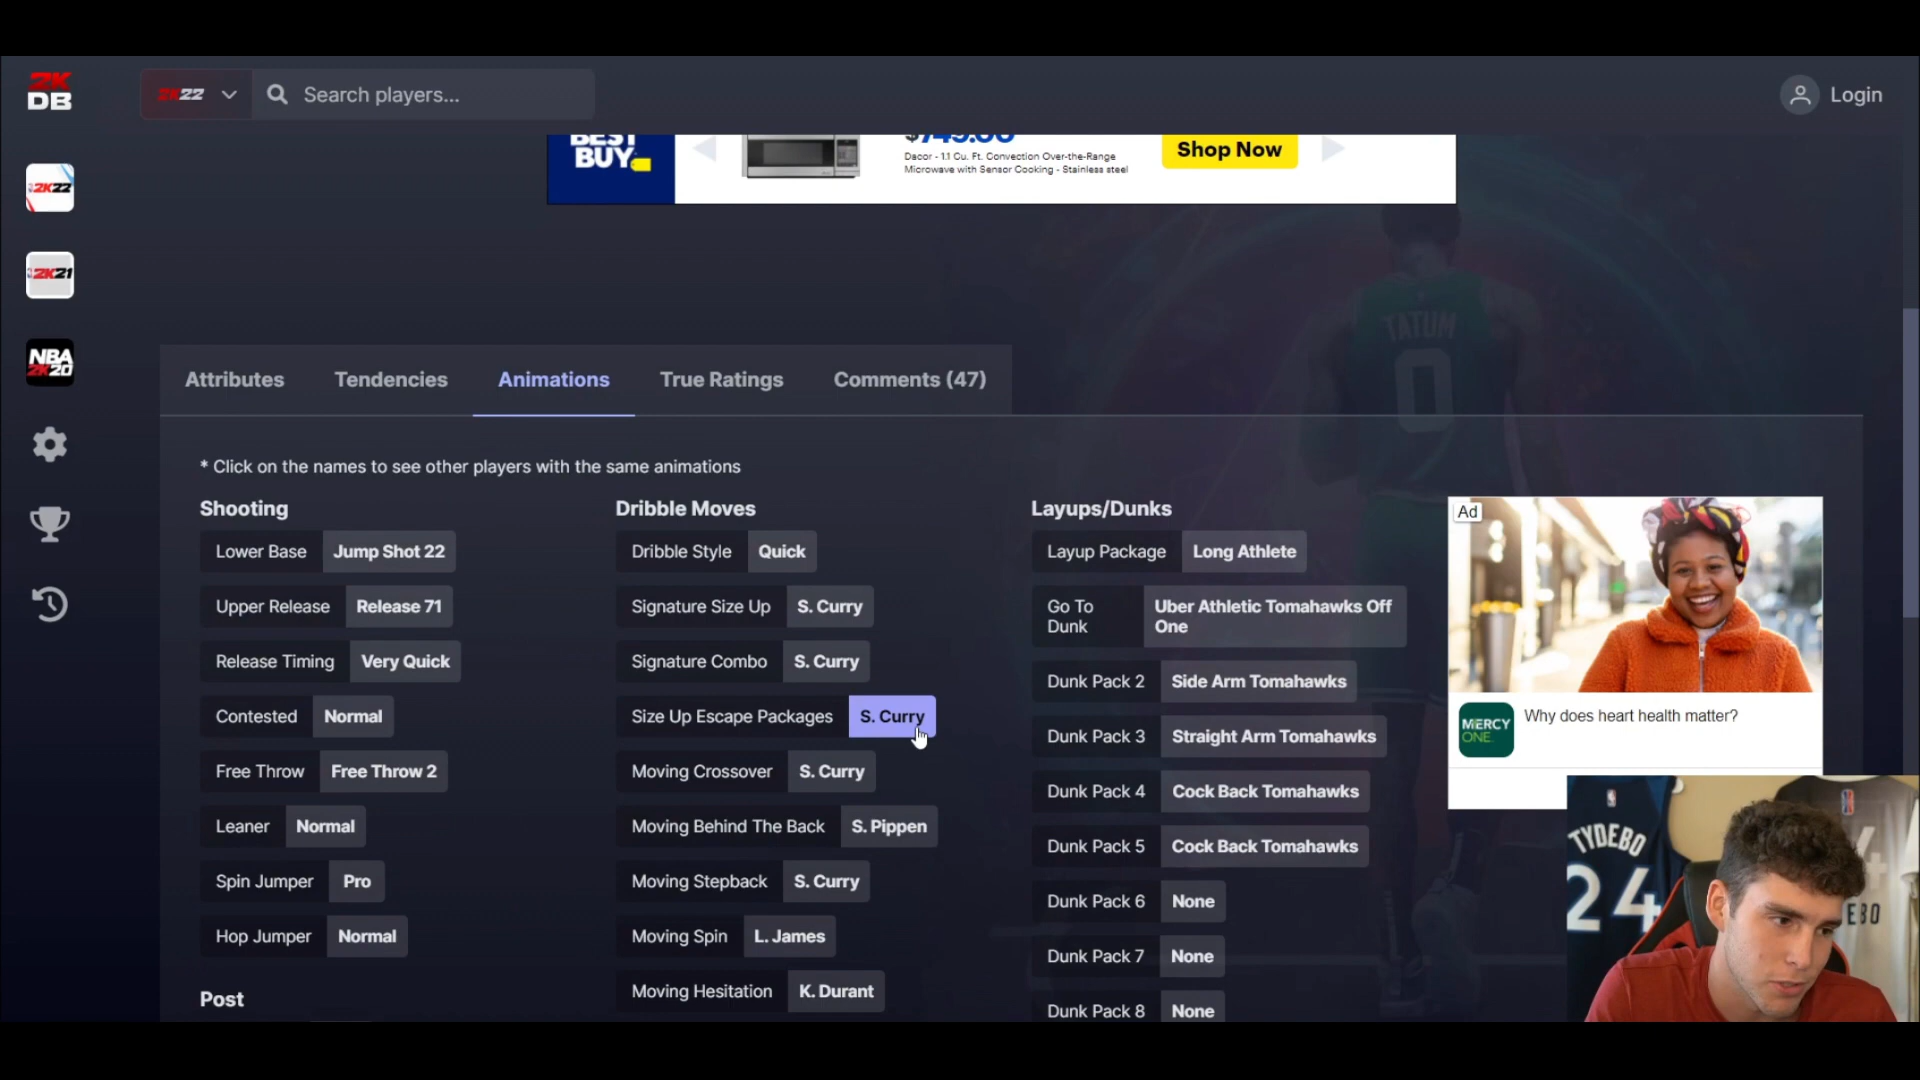 2K
DB
2K22
Search players...
Login
BEST
BUY
$749.00
Dacor - 1.1 Cu. Ft. Convection Over-the-Range
Microwave with Sensor Cooking - Stainless steel
Shop Now
2K22
2K21
NBA
2K20
TATUM
0
Attributes
Tendencies
Animations
True Ratings
Comments (47)
* Click on the names to see other players with the same animations
Shooting
Lower Base Jump Shot 22
Upper Release Release 71
Release Timing Very Quick
Contested Normal
Free Throw Free Throw 2
Leaner Normal
Spin Jumper Pro
Hop Jumper Normal
Post
Dribble Moves
Dribble Style Quick
Signature Size Up S. Curry
Signature Combo S. Curry
Size Up Escape Packages S. Curry
Moving Crossover S. Curry
Moving Behind The Back S. Pippen
Moving Stepback S. Curry
Moving Spin L. James
Moving Hesitation K. Durant
Layups/Dunks
Layup Package Long Athlete
Go To
Dunk
Uber Athletic Tomahawks Off
One
Dunk Pack 2 Side Arm Tomahawks
Dunk Pack 3 Straight Arm Tomahawks
Dunk Pack 4 Cock Back Tomahawks
Dunk Pack 5 Cock Back Tomahawks
Dunk Pack 6 None
Dunk Pack 7 None
Dunk Pack 8 None
Ad
MERCY
ONE
Why does heart health matter?
TYDEBO
24
4
EBO